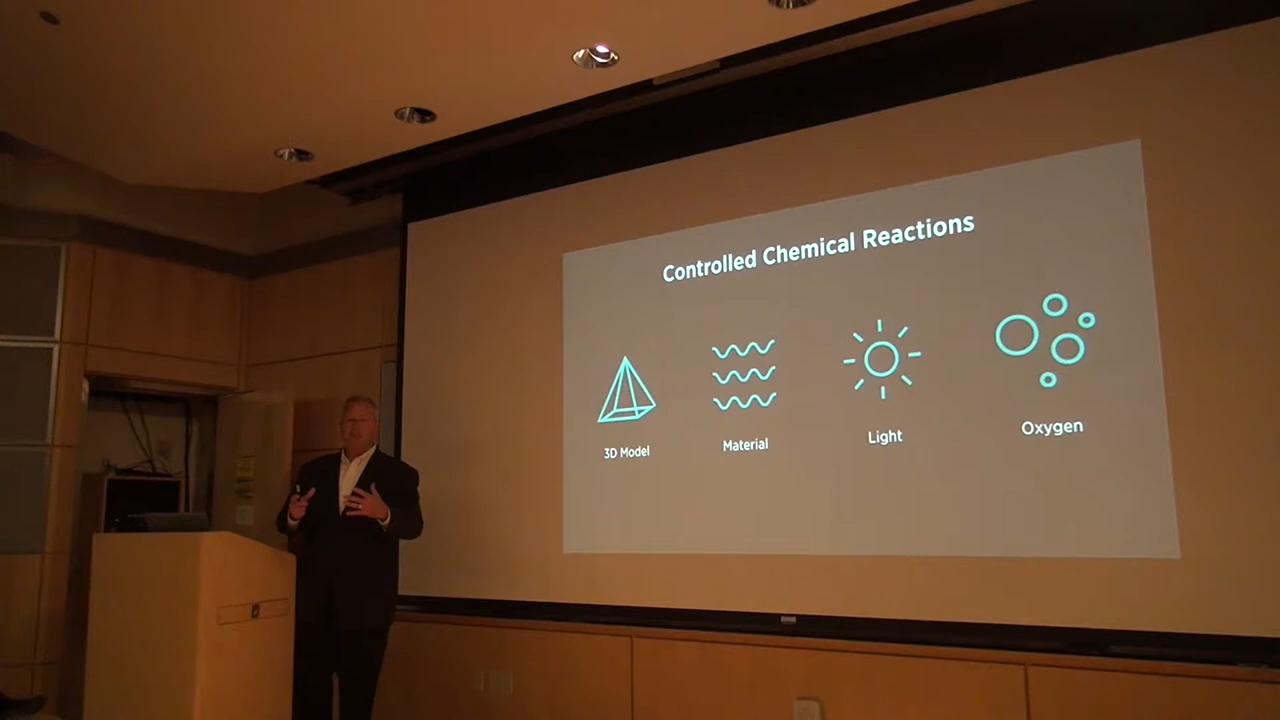 Controlled Chemical Reactions
3D Model
Material
Light
Oxygen